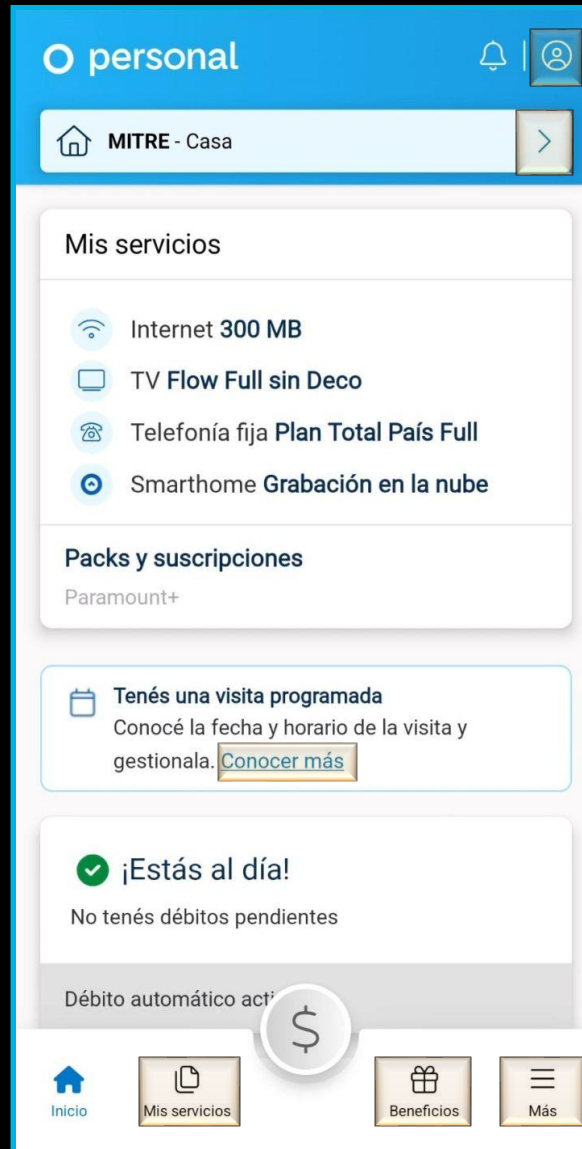 personal
MITRE - Casa
Mis servicios
Internet 300 MB
TV Flow Full sin Deco
Telefonía fija Plan Total País Full
Smarthome Grabación en la nube
Packs y suscripciones
Paramount+
Tenés una visita programada
Conocé la fecha y horario de la visita y
gestionala. Conocer más
¡Estás al día!
No tenés débitos pendientes
Débito automático
$
Inicio
Mis servicios
Beneficios
Más